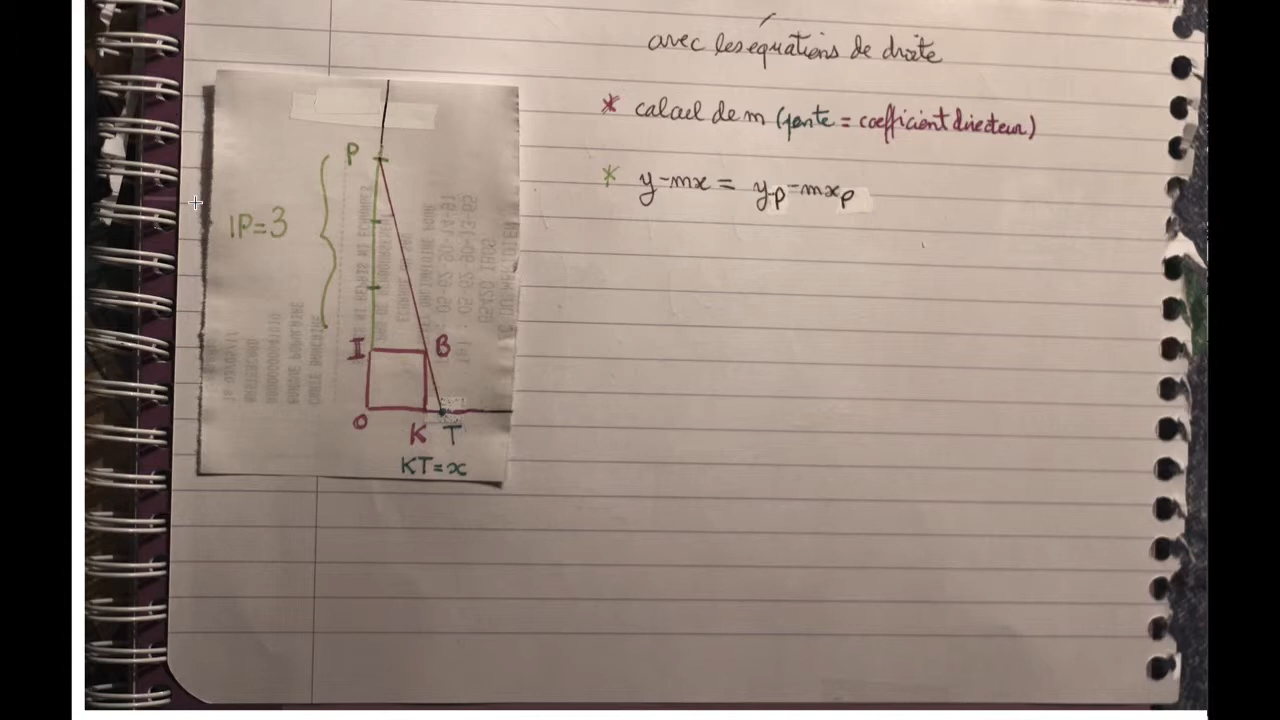 avec les équations de droite
* calcul de m (pente = coefficient directeur)
* y-mx = yp-mxp
P
IP=3
I B
O K T
KT=x